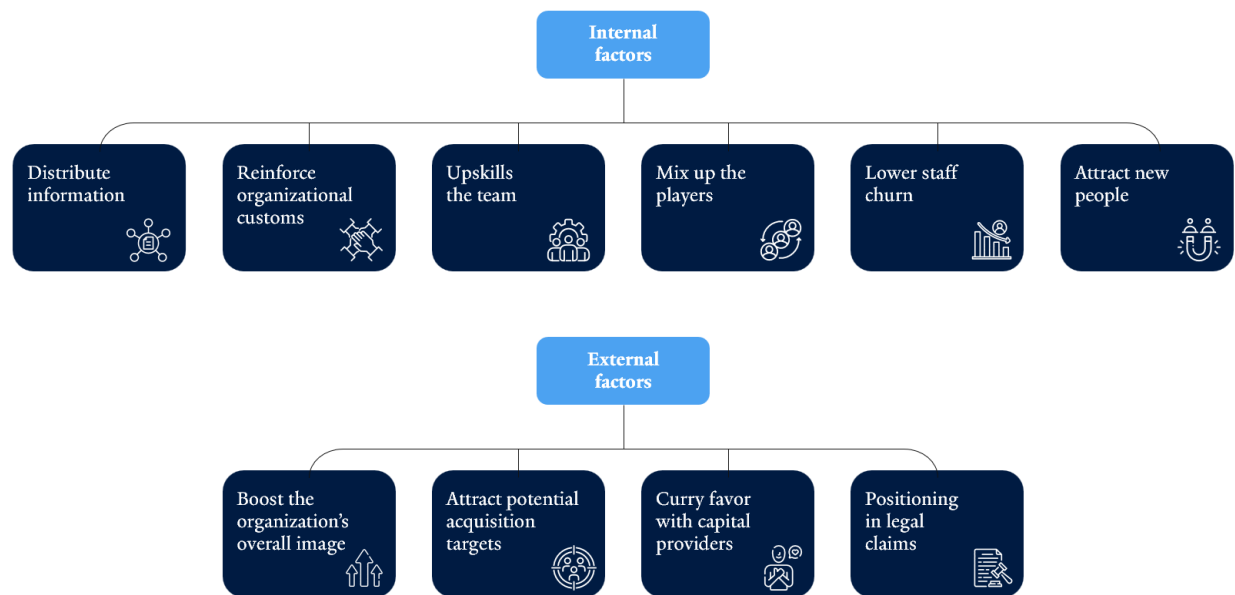 Internal
factors
Distribute
information
Reinforce
organizational
customs
Upskills
the team
Mix up the
players
Lower staff
churn
Attract new
people
External
factors
Boost the
organization's
overall image
Attract potential
acquisition
targets
Curry favor
with capital
providers
Positioning
in legal
claims